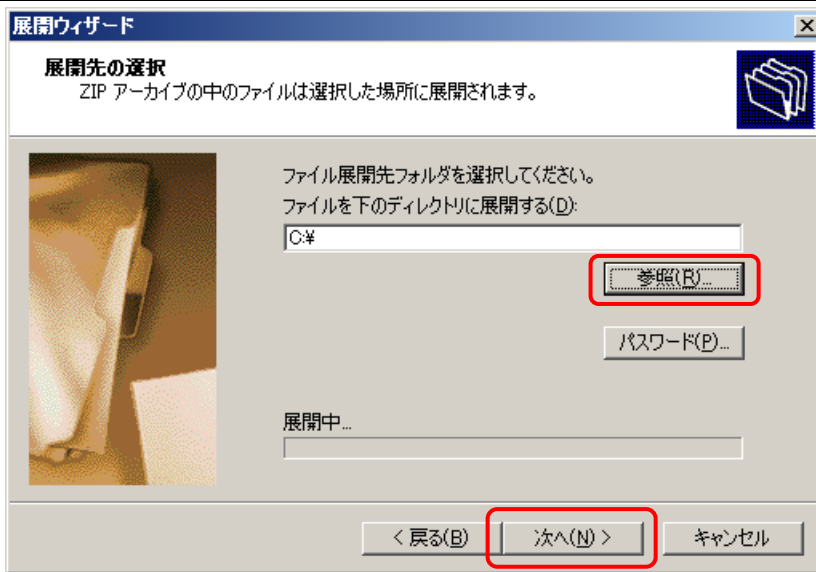 展開ウィザード
展開先の選択
ZIP アーカイブの中のファイルは選択した場所に展開されます。
ファイル展開先フォルダを選択してください。
ファイルを下のディレクトリに展開する(D):
C:¥
参照(R)...
パスワード(P)...
展開中...
< 戻る(B)
次へ(N) >
キャンセル